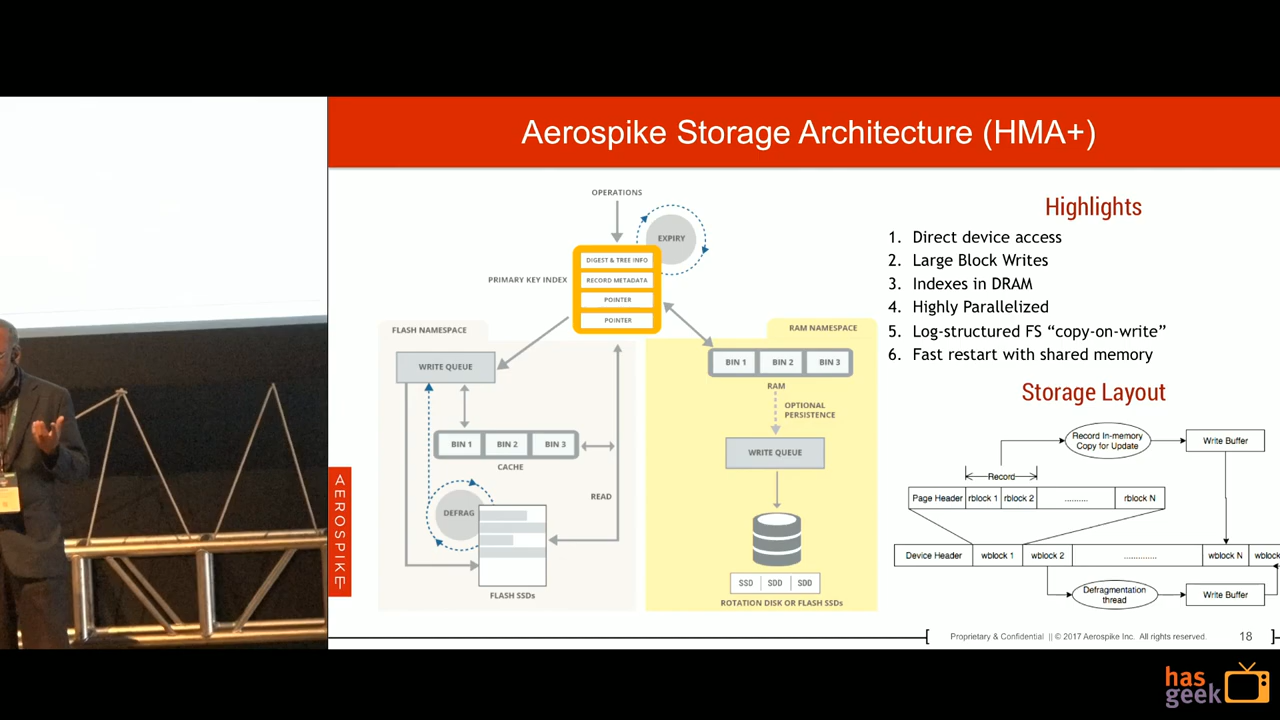 Aerospike Storage Architecture (HMA+)
OPERATIONS
EXPIRY
PRIMARY KEY INDEX
DIGEST & TREE INFO
RECORD METADATA
POINTER
POINTER
FLASH NAMESPACE
WRITE QUEUE
BIN 1 BIN 2 BIN 3
CACHE
READ
DEFRAG
FLASH SSDs
RAM NAMESPACE
BIN 1 BIN 2 BIN 3
RAM
OPTIONAL
PERSISTENCE
WRITE QUEUE
SSD SDD SDD
ROTATION DISK OR FLASH SSDs
Highlights
1. Direct device access
2. Large Block Writes
3. Indexes in DRAM
4. Highly Parallelized
5. Log-structured FS “copy-on-write”
6. Fast restart with shared memory
Storage Layout
Record In-memory
Copy for Update
Write Buffer
Record
Page Header rblock 1 rblock 2 .......... rblock N
Device Header wblock 1 wblock 2 .............. wblock N wblock
Defragmentation
thread
Write Buffer
AEROSPIKE
Proprietary & Confidential || © 2017 Aerospike Inc. All rights reserved. 18
has
geek